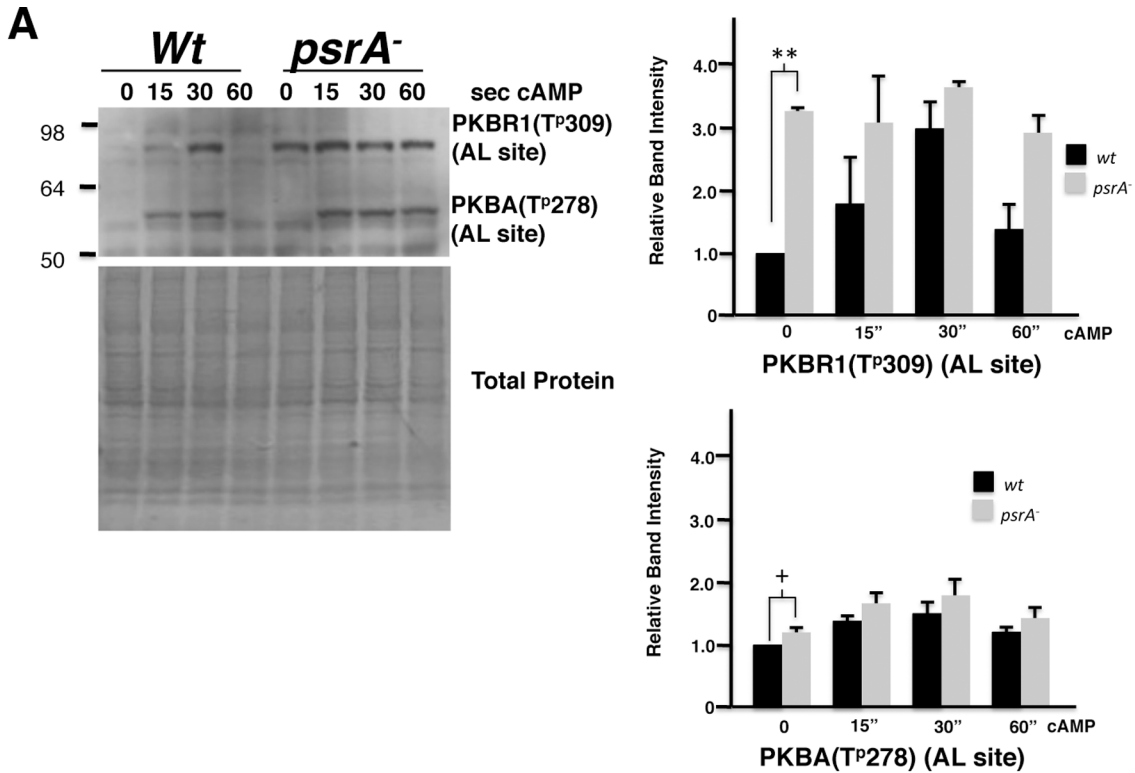 A
Wt psrA-
0 15 30 60 0 15 30 60 sec cAMP
98
PKBR1(Tᵖ309)
(AL site)
64
PKBA(Tᵖ278)
(AL site)
50
Total Protein
Relative Band Intensity
4.0
3.0
2.0
1.0
0
**
wt
psrA-
0 15” 30” 60” cAMP
PKBR1(Tᵖ309) (AL site)
Relative Band Intensity
4.0
3.0
2.0
1.0
0
+
wt
psrA-
0 15” 30” 60” cAMP
PKBA(Tᵖ278) (AL site)